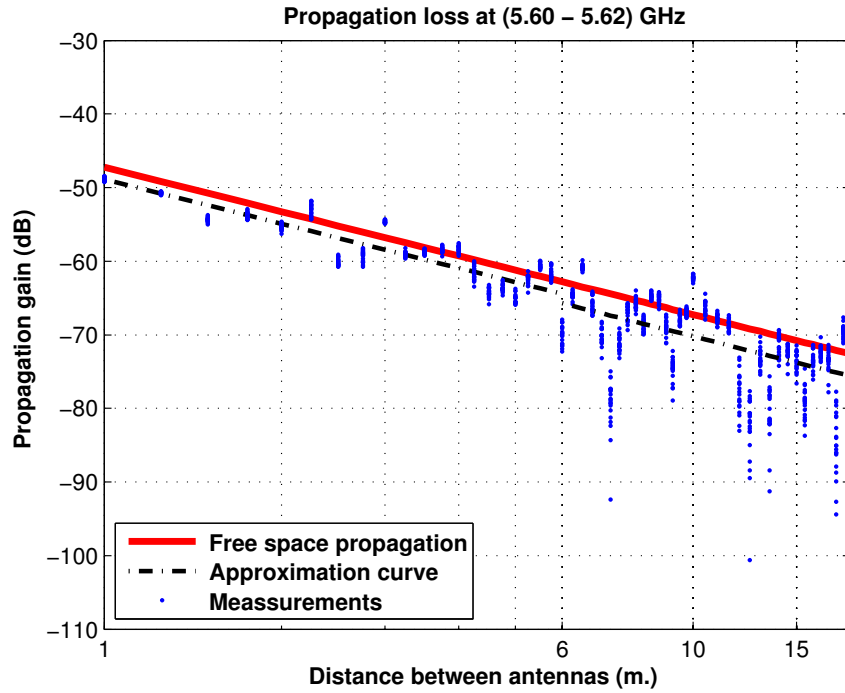 Propagation loss at (5.60 − 5.62) GHz
Propagation gain (dB)
−30
−40
−50
−60
−70
−80
−90
−100
−110
Free space propagation
Approximation curve
Meassurements
1
6
10
15
Distance between antennas (m.)